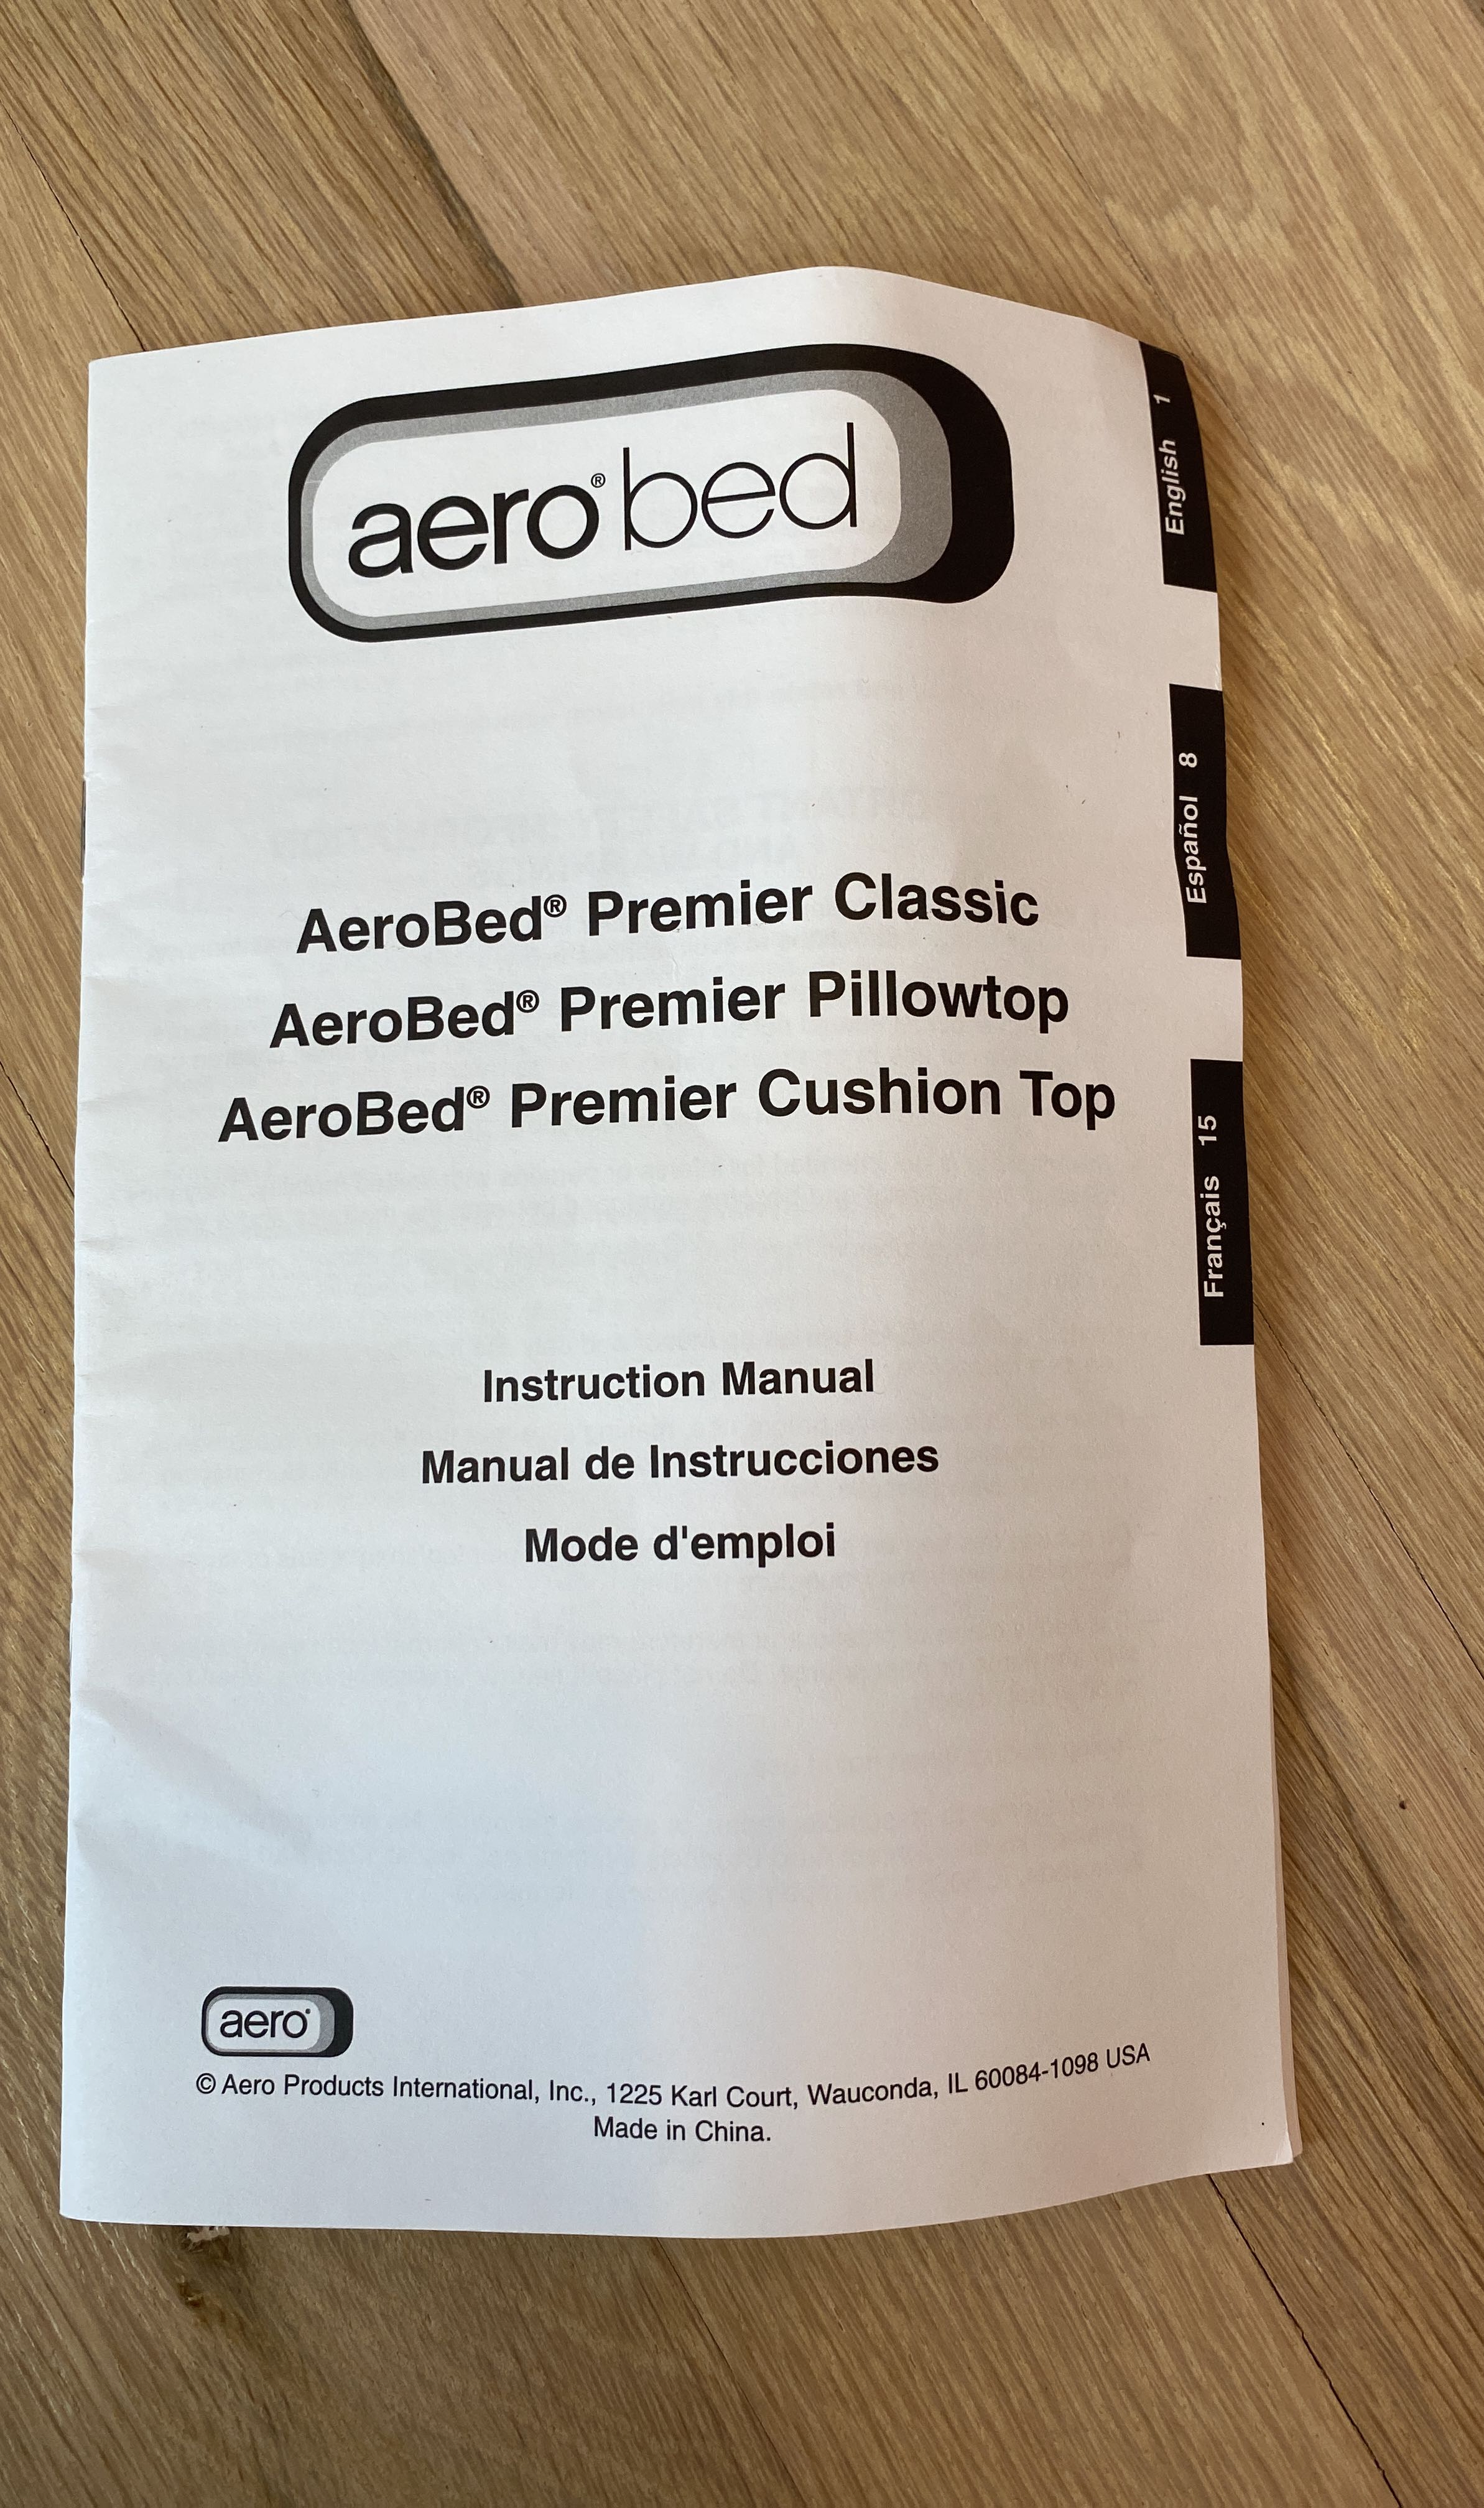 aero® bed
English 1
Español 8
AeroBed® Premier Classic
AeroBed® Premier Pillowtop
AeroBed® Premier Cushion Top
Français 15
Instruction Manual
Manual de Instrucciones
Mode d'emploi
aero®
© Aero Products International, Inc., 1225 Karl Court, Wauconda, IL 60084-1098 USA
Made in China.